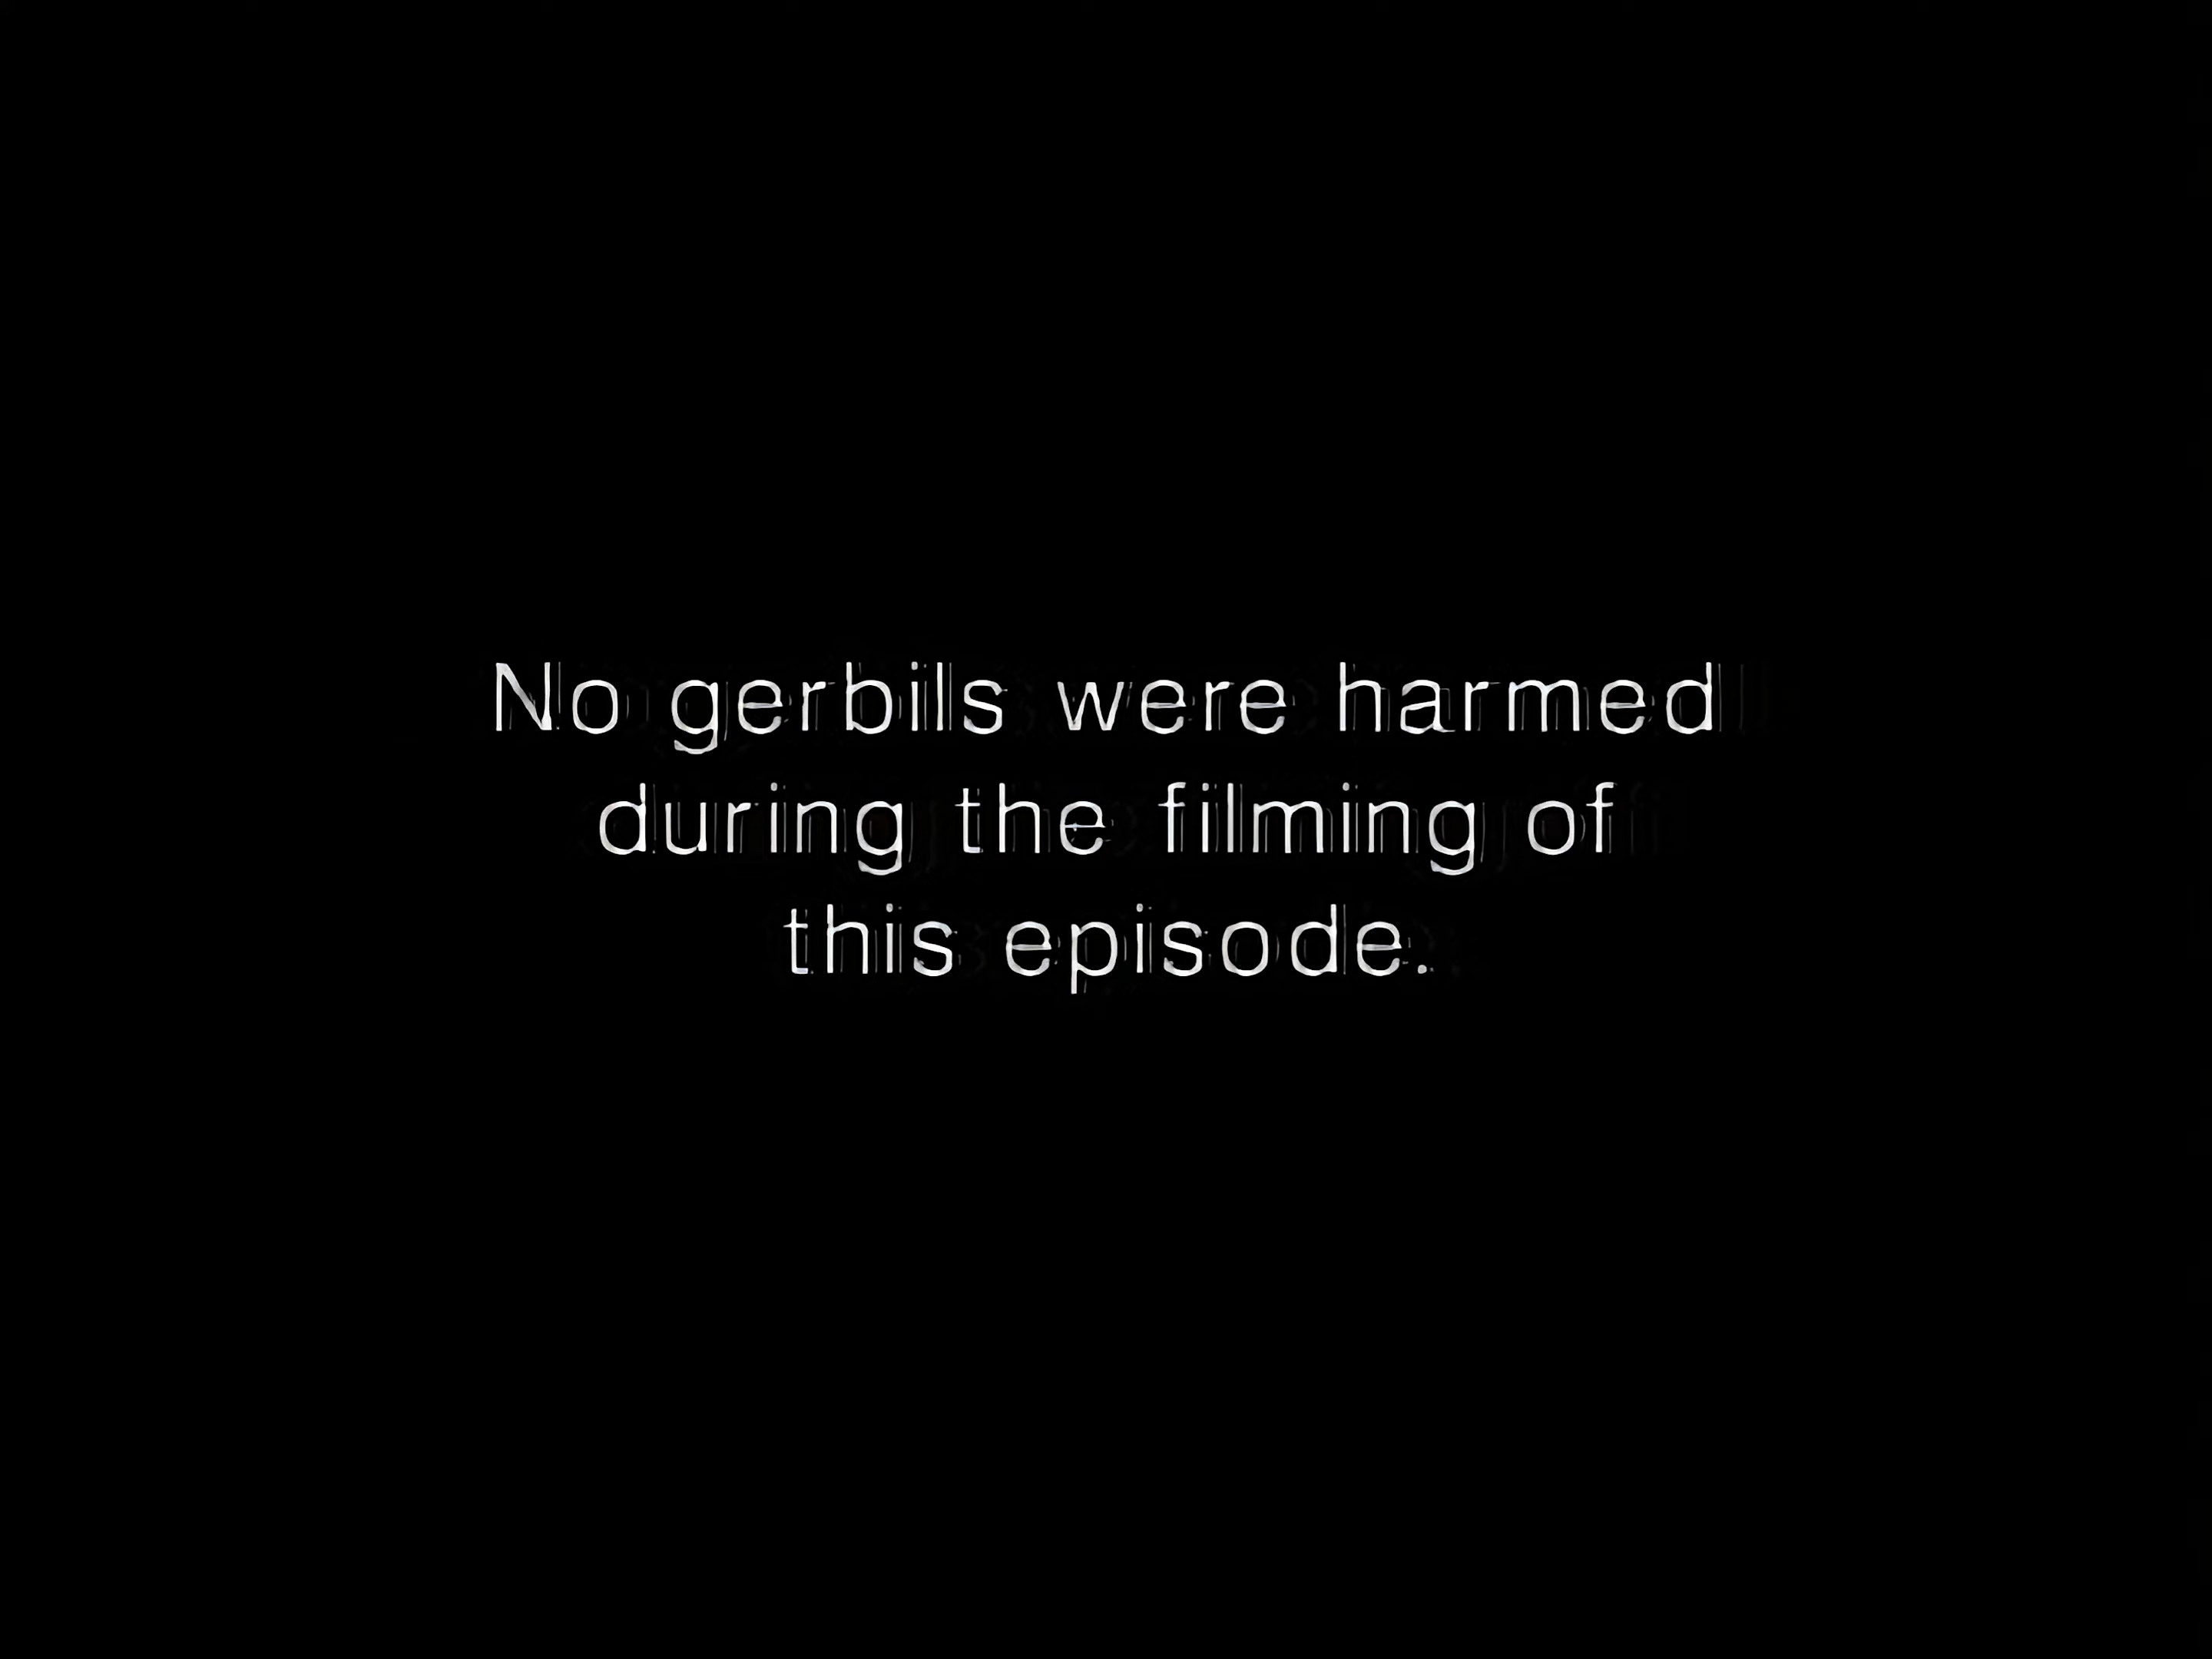 No gerbils were harmed
during the filming of
this episode.